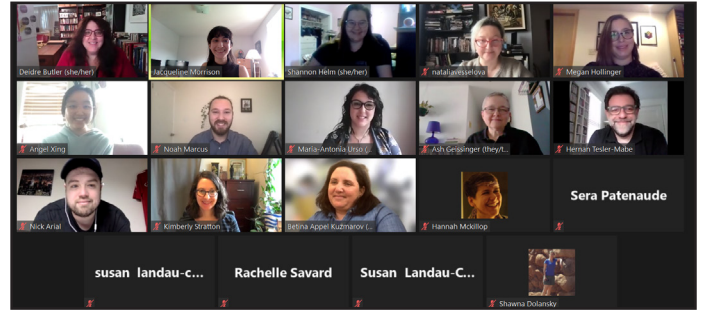 Deidre Butler (she/her)
Jacqueline Morrison
Shannon Helm (she/her)
nataliavesselova
Megan Hollinger
Angel Xing
Noah Marcus
Maria-Antonia Urso (...
Ash Geissinger (they/t...
Hernan Tesler-Mabe
Nick Arial
Kimberly Stratton
Betina Appel Kuzmarov (...
Hannah Mckillop
Sera Patenaude
susan landau-c...
Rachelle Savard
Susan Landau-C...
Shawna Dolansky